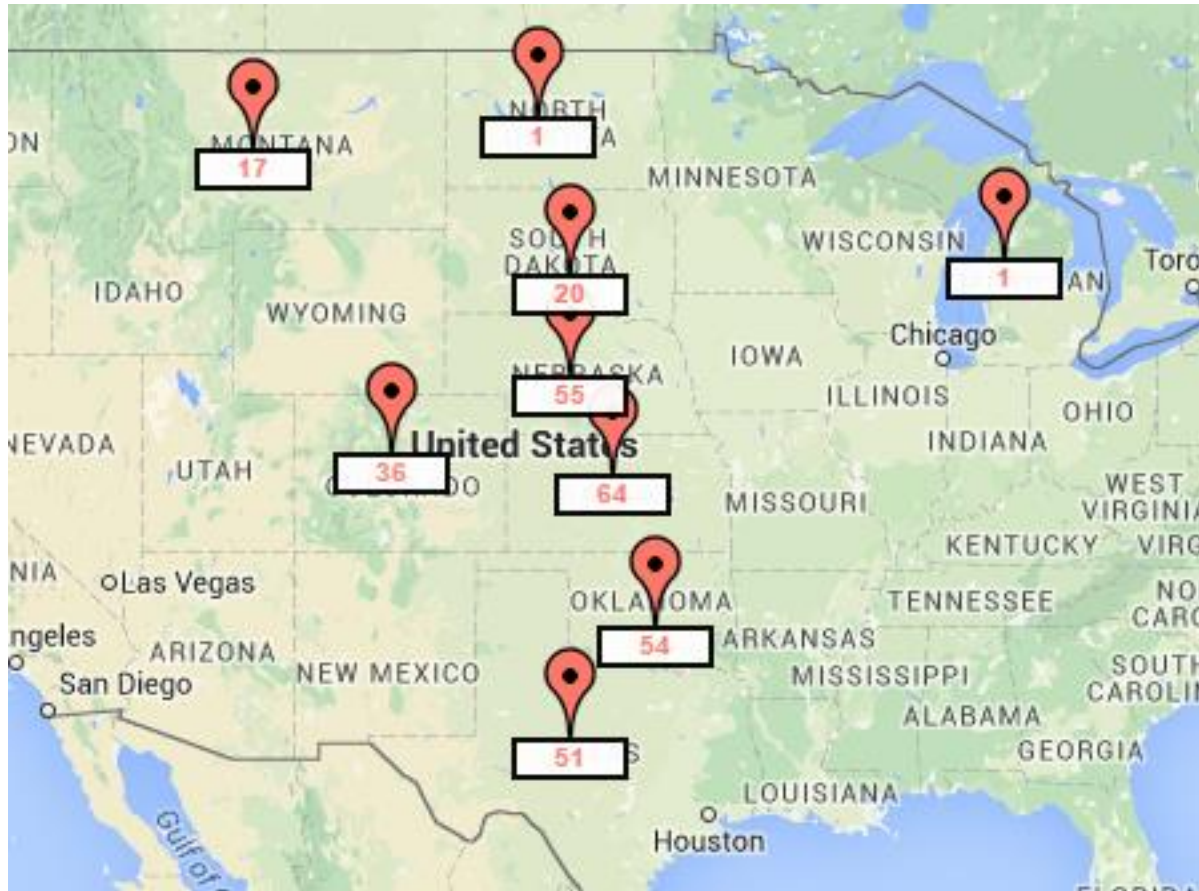 NORTH
A
1
ON
MONTANA
17
MINNESOTA
WISCONSIN
SOUTH
DAKOTA
20
1
AN
Toro
IDAHO
WYOMING
Chicago
NEBRASKA
55
IOWA
ILLINOIS
OHIO
NEVADA
United States
INDIANA
UTAH
36
64
MISSOURI
WEST
VIRGINIA
KENTUCKY
VIRG
NIA
Las Vegas
OKLAHOMA
TENNESSEE
NO
CARO
ngeles
ARIZONA
54
ARKANSAS
NEW MEXICO
MISSISSIPPI
SOUTH
CAROLIN
San Diego
ALABAMA
51
S
GEORGIA
LOUISIANA
Houston
Gulf of